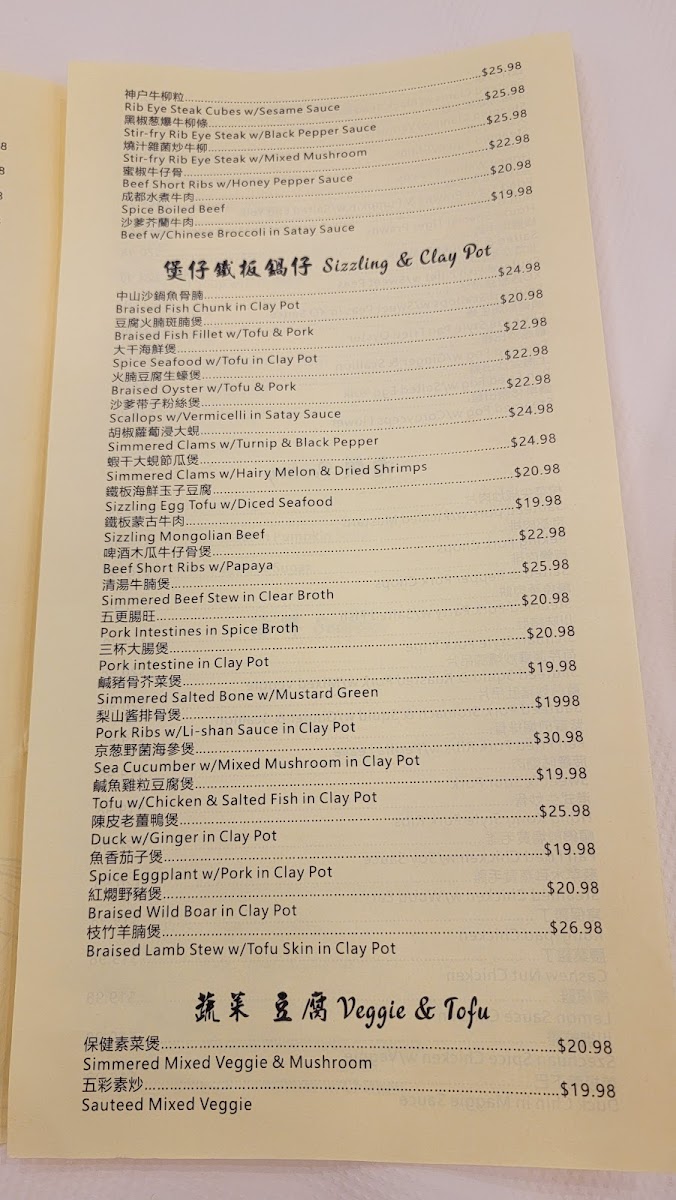 神户牛柳粒..........$25.98
Rib Eye Steak Cubes w/Sesame Sauce
黑椒葱爆牛柳條..........$25.98
Stir-fry Rib Eye Steak w/Black Pepper Sauce
燒汁雜菌炒牛柳..........$25.98
Stir-fry Rib Eye Steak w/Mixed Mushroom
蜜椒牛仔骨..........$22.98
Beef Short Ribs w/Honey Pepper Sauce
成都水煮牛肉..........$20.98
Spice Boiled Beef
沙爹芥蘭牛肉..........$19.98
Beef w/Chinese Broccoli in Satay Sauce
煲仔鐵板鍋仔 Sizzling & Clay Pot
中山沙鍋魚骨腩..........$24.98
Braised Fish Chunk in Clay Pot
豆腐火腩斑腩煲..........$20.98
Braised Fish Fillet w/Tofu & Pork
大千海鮮煲..........$22.98
Spice Seafood w/Tofu in Clay Pot
火腩豆腐生蠔煲..........$22.98
Braised Oyster w/Tofu & Pork
沙爹带子粉絲煲..........$22.98
Scallops w/Vermicelli in Satay Sauce
胡椒蘿蔔浸大蜆..........$24.98
Simmered Clams w/Turnip & Black Pepper
蝦干大蜆節瓜煲..........$24.98
Simmered Clams w/Hairy Melon & Dried Shrimps
鐵板海鮮玉子豆腐..........$20.98
Sizzling Egg Tofu w/Diced Seafood
鐵板蒙古牛肉..........$19.98
Sizzling Mongolian Beef
啤酒木瓜牛仔骨煲..........$22.98
Beef Short Ribs w/Papaya
清湯牛腩煲..........$25.98
Simmered Beef Stew in Clear Broth
五更腸旺..........$20.98
Pork Intestines in Spice Broth
三杯大腸煲..........$20.98
Pork intestine in Clay Pot
鹹豬骨芥菜煲..........$19.98
Simmered Salted Bone w/Mustard Green
梨山醬排骨煲..........$1998
Pork Ribs w/Li-shan Sauce in Clay Pot
京葱野菌海參煲..........$30.98
Sea Cucumber w/Mixed Mushroom in Clay Pot
鹹魚雞粒豆腐煲..........$19.98
Tofu w/Chicken & Salted Fish in Clay Pot
陳皮老薑鴨煲..........$25.98
Duck w/Ginger in Clay Pot
魚香茄子煲..........$19.98
Spice Eggplant w/Pork in Clay Pot
紅燜野豬煲..........$20.98
Braised Wild Boar in Clay Pot
枝竹羊腩煲..........$26.98
Braised Lamb Stew w/Tofu Skin in Clay Pot
蔬菜 豆腐 Veggie & Tofu
保健素菜煲..........$20.98
Simmered Mixed Veggie & Mushroom
五彩素炒..........$19.98
Sauteed Mixed Veggie